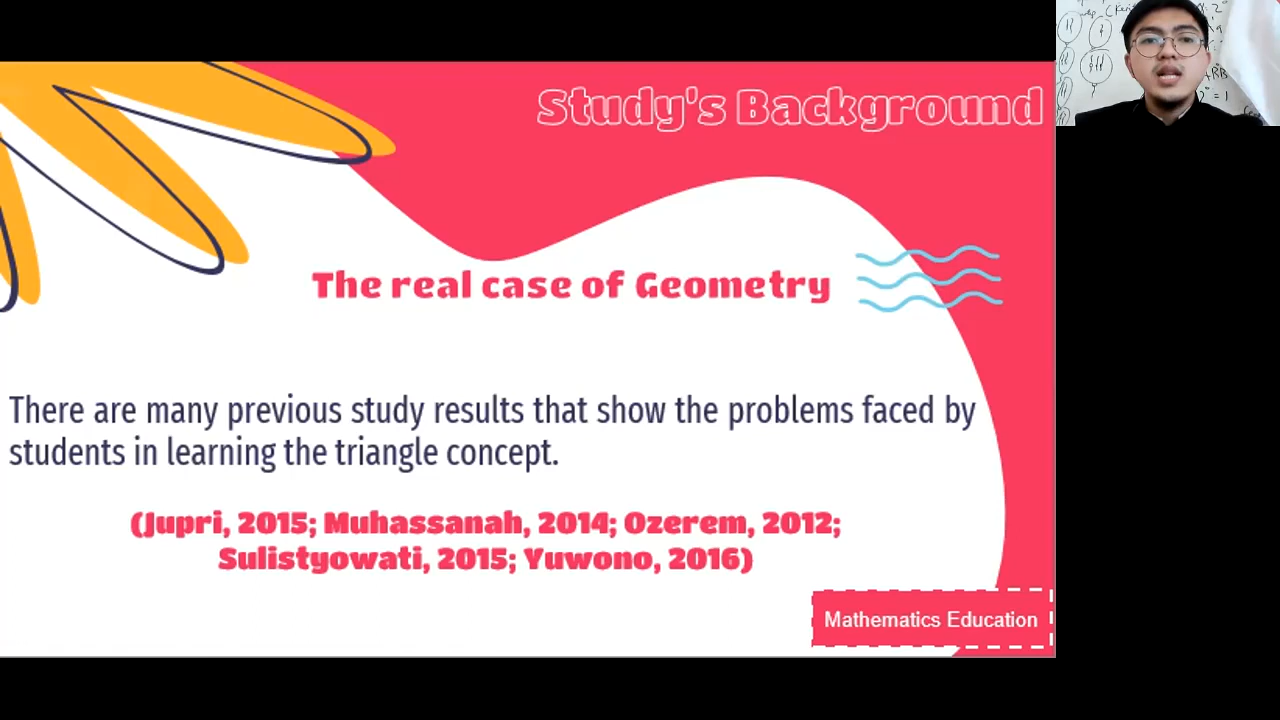 Study's Background
The real case of Geometry
There are many previous study results that show the problems faced by
students in learning the triangle concept.
(Jupri, 2015; Muhassanah, 2014; Ozerem, 2012;
Sulistyowati, 2015; Yuwono, 2016)
Mathematics Education